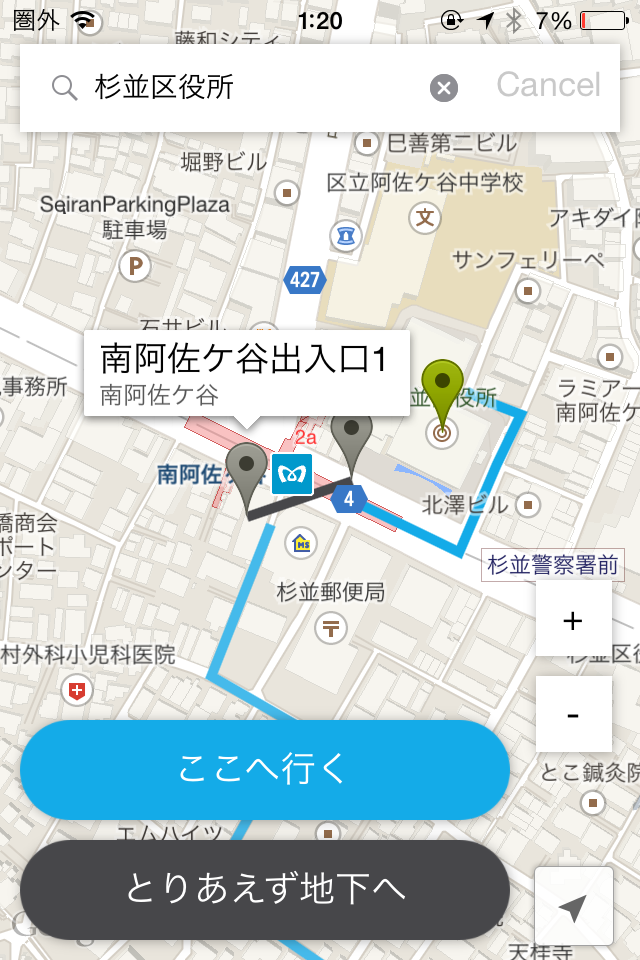 圏外
1:20
7%
藤和シティ
杉並区役所
Cancel
巳善第二ビル
堀野ビル
区立阿佐ケ谷中学校
SeiranParkingPlaza
駐車場
文
アキダイ
P
サンフェリーペ
427
石井ビル
南阿佐ケ谷出入口1
南阿佐ケ谷
事務所
ラミアー
南阿佐ケ
並
役所
2a
南阿佐ケ谷
4
北澤ビル
橋商会
ポート
ンター
MS
杉並警察署前
杉並郵便局
〒
+
村外科小児科医院
杉並区役
-
ここへ行く
とこ鍼灸院
エムハイツ
とりあえず地下へ
天桂寺